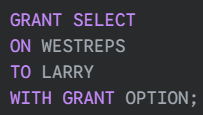 GRANT SELECT
ON WESTREPS
TO LARRY
WITH GRANT OPTION;